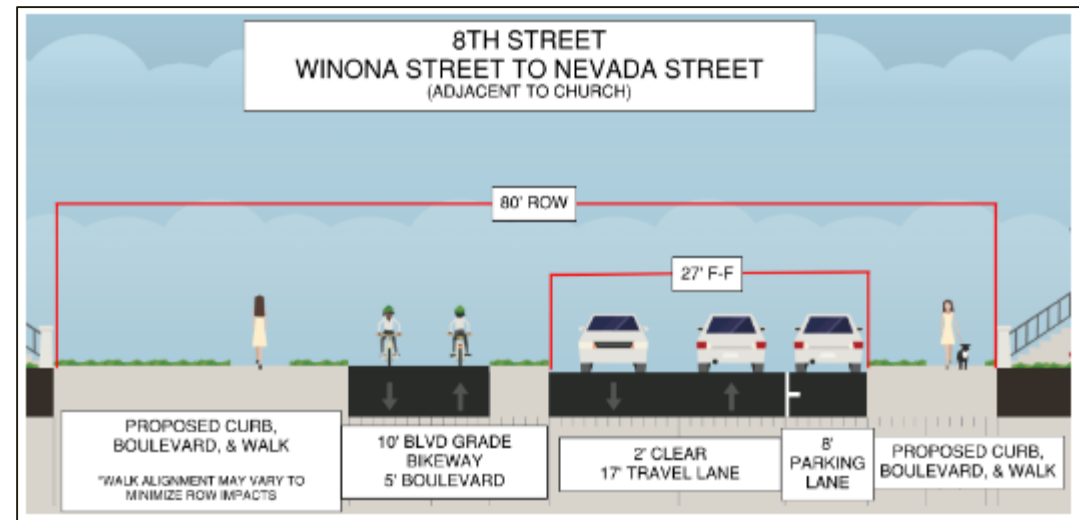 8TH STREET
WINONA STREET TO NEVADA STREET
(ADJACENT TO CHURCH)
80' ROW
27' F-F
PROPOSED CURB,
BOULEVARD, & WALK
*WALK ALIGNMENT MAY VARY TO
MINIMIZE ROW IMPACTS
10' BLVD GRADE
BIKEWAY
5' BOULEVARD
2' CLEAR
17' TRAVEL LANE
8'
PARKING
LANE
PROPOSED CURB,
BOULEVARD, & WALK